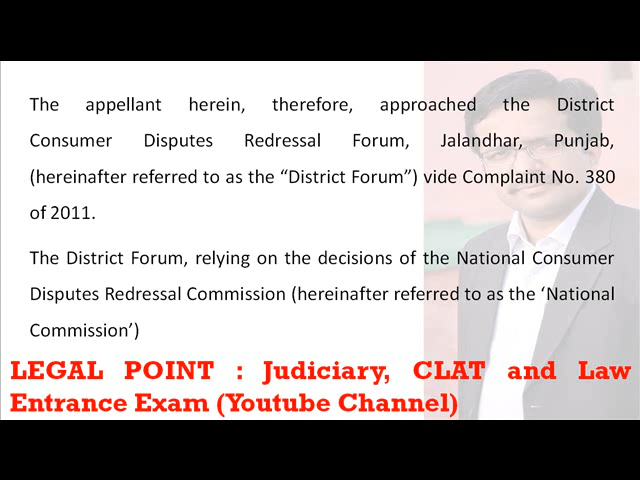 The appellant herein, therefore, approached the District
Consumer Disputes Redressal Forum, Jalandhar, Punjab,
(hereinafter referred to as the “District Forum”) vide Complaint No. 380
of 2011.
The District Forum, relying on the decisions of the National Consumer
Disputes Redressal Commission (hereinafter referred to as the ‘National
Commission’)
LEGAL POINT : Judiciary, CLAT and Law
Entrance Exam (Youtube Channel)